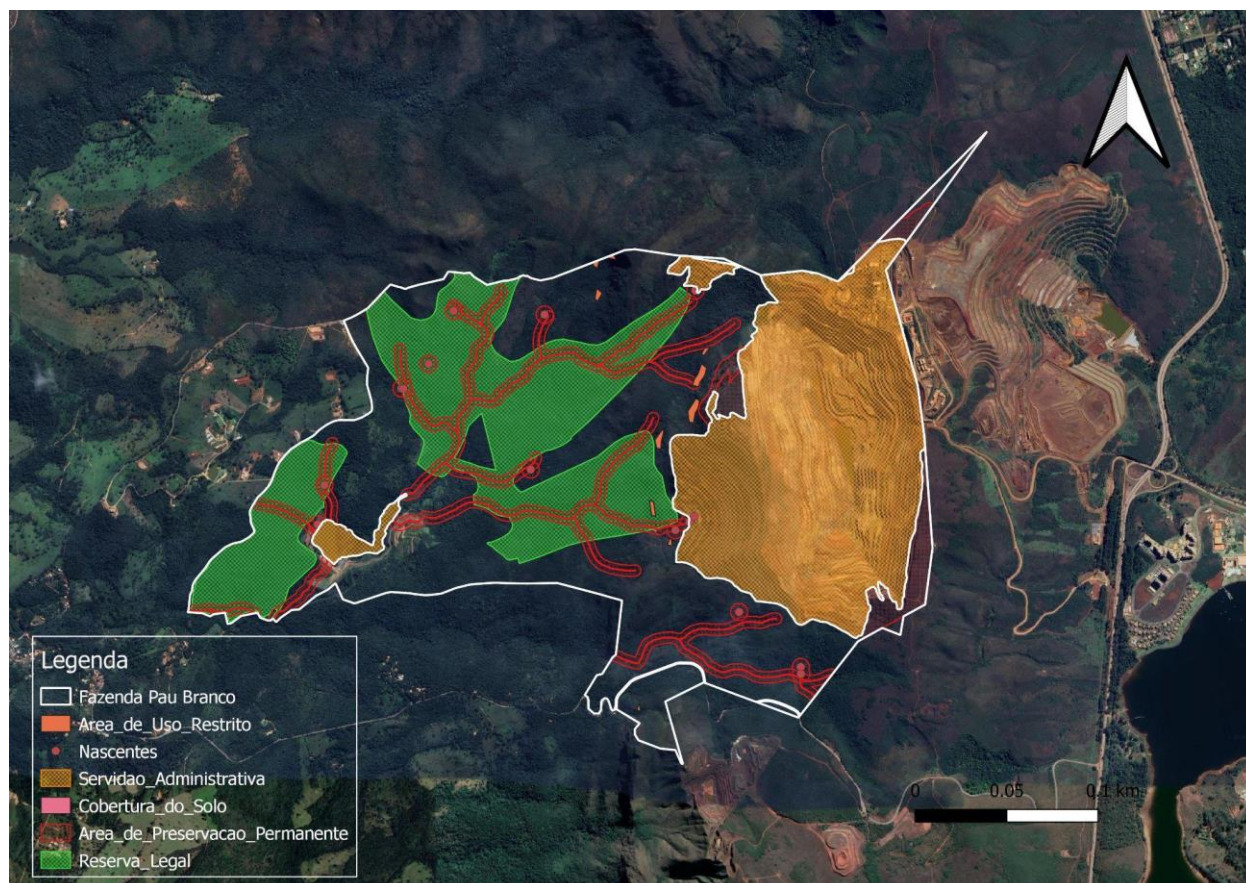 Legenda
Fazenda Pau Branco
Area_de_Uso_Restrito
Nascentes
Servidao_Administrativa
Cobertura_do_Solo
Area_de_Preservacao_Permanente
Reserva_Legal
0 0.05 0.1 km